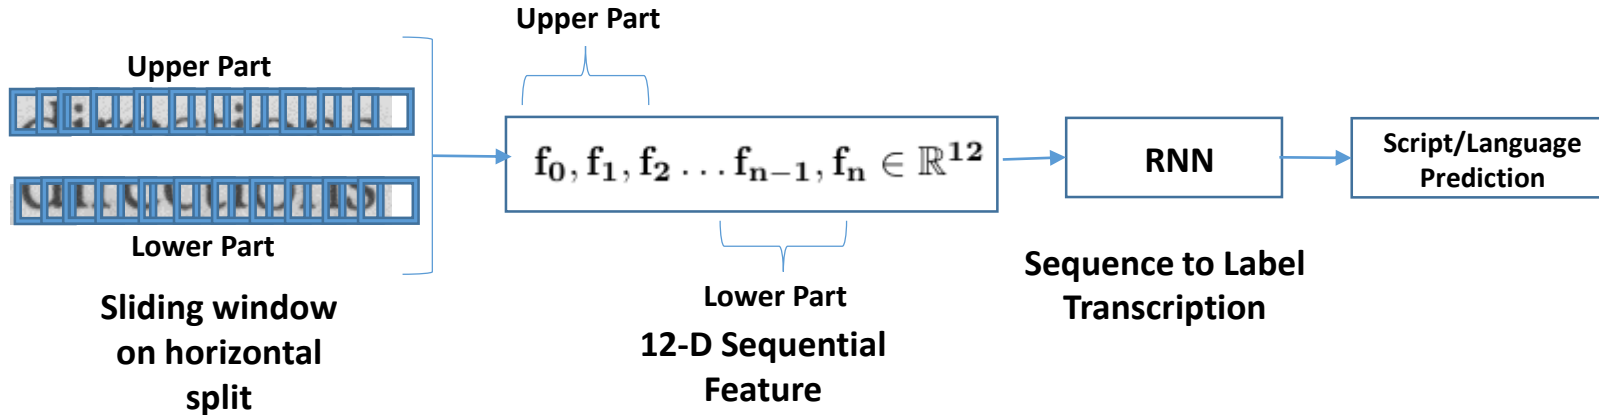 Upper Part
Lower Part
Sliding window
on horizontal
split
Upper Part
f₀, f₁, f₂ … fₙ₋₁, fₙ ∈ ℝ¹²
Lower Part
12-D Sequential
Feature
RNN
Sequence to Label
Transcription
Script/Language
Prediction